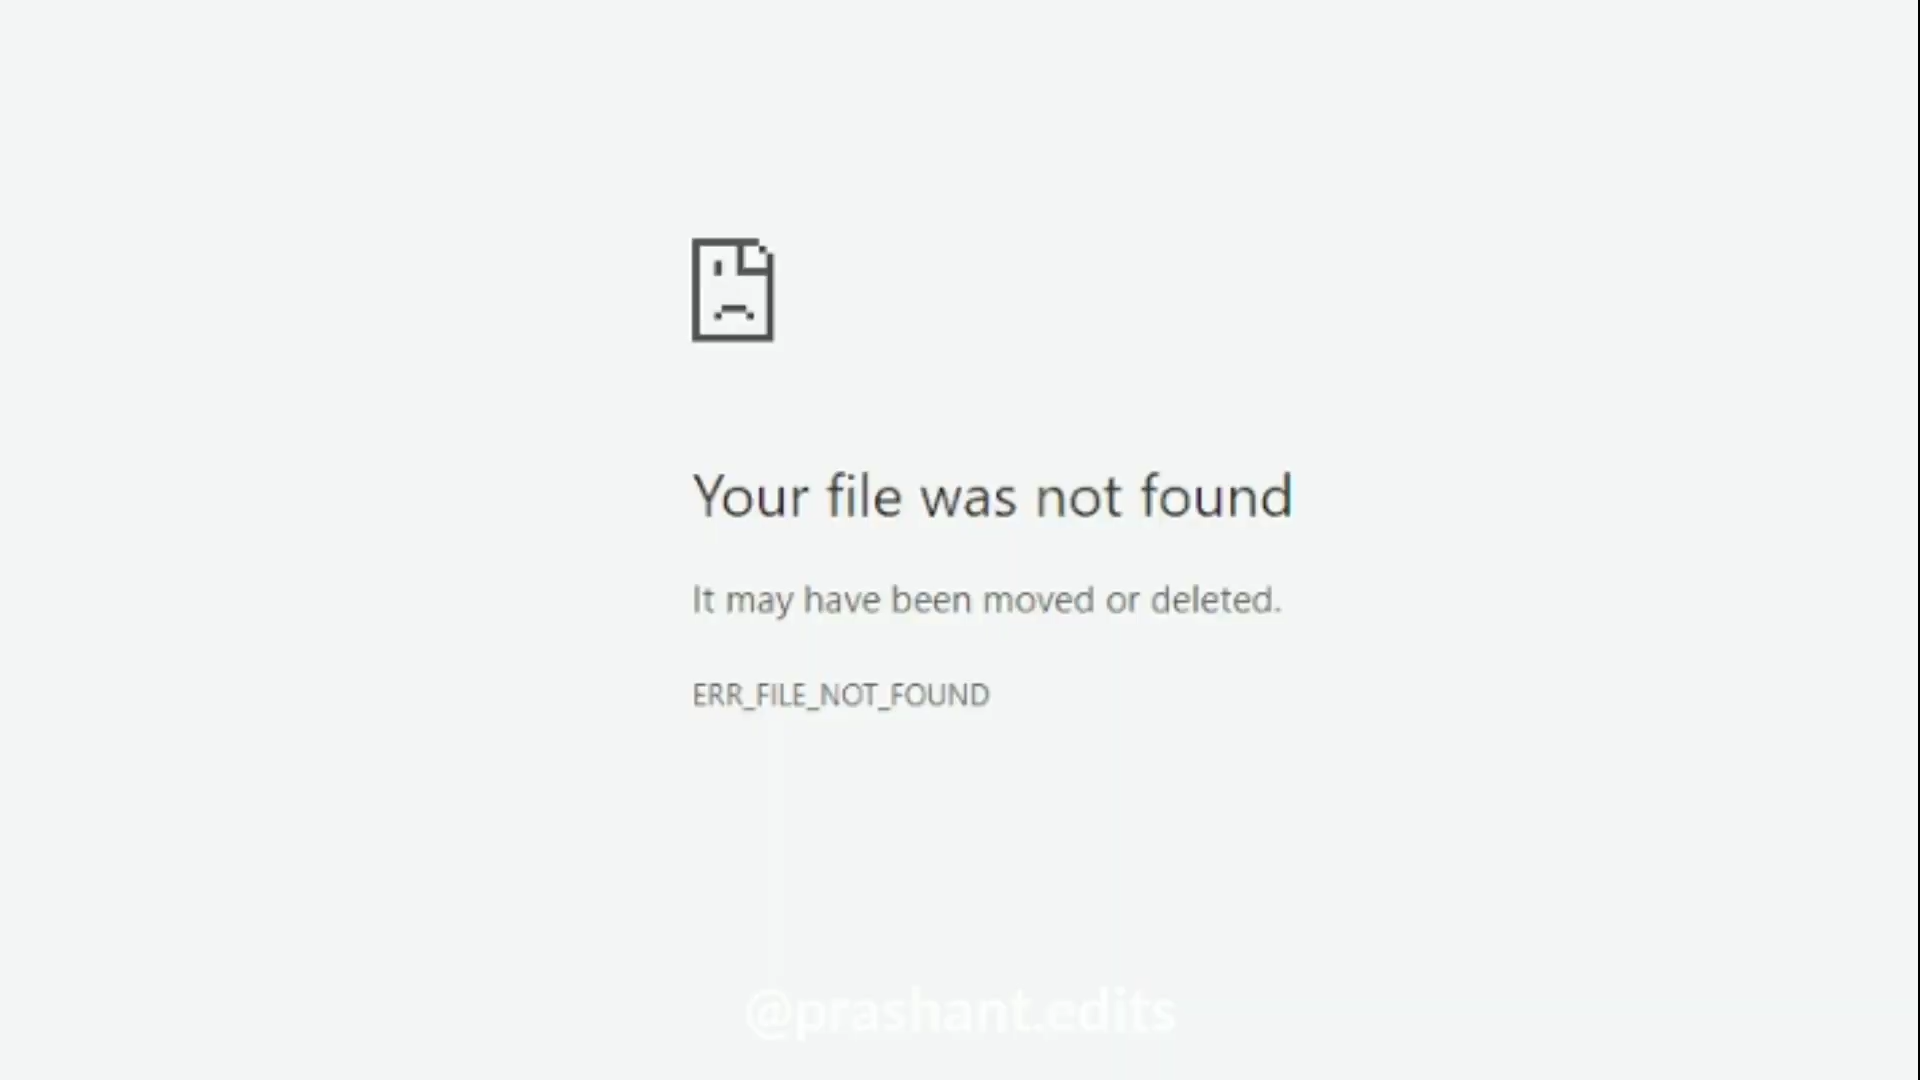 Your file was not found
It may have been moved or deleted.
ERR_FILE_NOT_FOUND
@prashant.edits